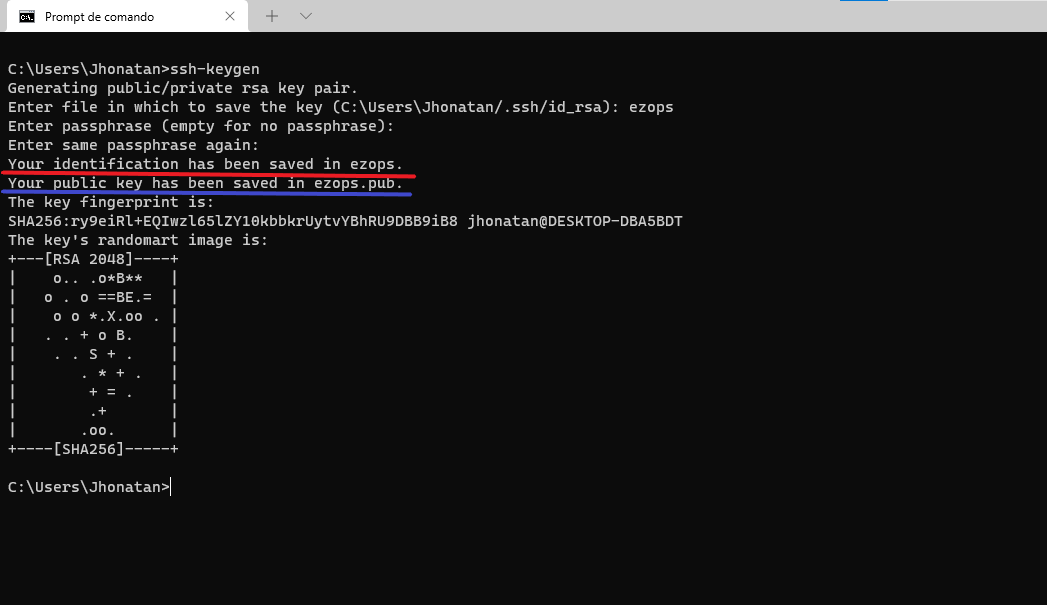 Prompt de comando
C:\Users\Jhonatan>ssh-keygen
Generating public/private rsa key pair.
Enter file in which to save the key (C:\Users\Jhonatan/.ssh/id_rsa): ezops
Enter passphrase (empty for no passphrase):
Enter same passphrase again:
Your identification has been saved in ezops.
Your public key has been saved in ezops.pub.
The key fingerprint is:
SHA256:ry9eiRl+EQIwzl65lZY10kbbkrUytvYBhRU9DBB9iB8 jhonatan@DESKTOP-DBA5BDT
The key's randomart image is:
+---[RSA 2048]----+
|    o.. .o*B**   |
|   o . o ==BE.=  |
|    o o *.X.oo . |
|   . . + o B.    |
|    . . S + .    |
|       . * + .   |
|        + = .    |
|        .+       |
|       .oo.      |
+----[SHA256]-----+
C:\Users\Jhonatan>